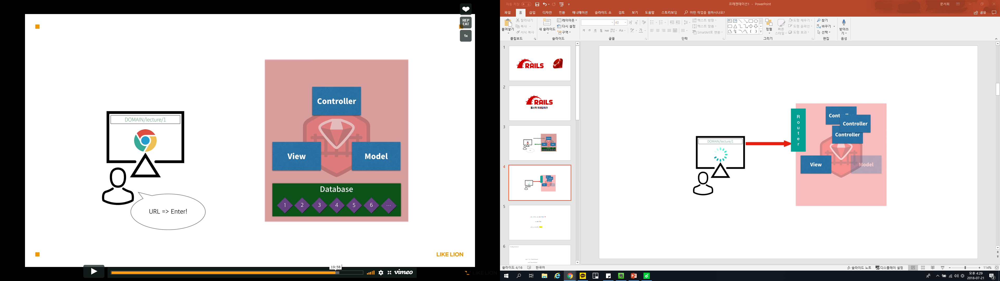 REP
EAT
1x
DOMAIN/lecture/1
URL => Enter!
Controller
View
Model
Database
1
2
3
4
5
6
...
LIKE LION
19:58
vimeo
LIKE LION
자동 저장
프레젠테이션1 - PowerPoint
문서희
파일
홈
삽입
디자인
전환
애니메이션
슬라이드 쇼
검토
보기
도움말
스토리보딩
어떤 작업을 원하시나요?
공유
붙여넣기
잘라내기
복사
서식 복사
클립보드
새 슬라이드
레이아웃
다시 설정
구역
슬라이드
40
글꼴
텍스트 방향
텍스트 맞춤
SmartArt로 변환
단락
정렬
빠른
스타일
도형 채우기
도형 윤곽선
도형 효과
그리기
찾기
바꾸기
선택
편집
받아쓰
기
음성
1
RAILS
2
RAILS
풀스택 프레임워크
3
4
5
6
R
o
u
t
e
r
Controller
Controller
DOMAIN/lecture/1
View
Model
슬라이드 4/16
한국어
슬라이드 노트
디스플레이 설정
114%
오후 4:29
2018-07-21